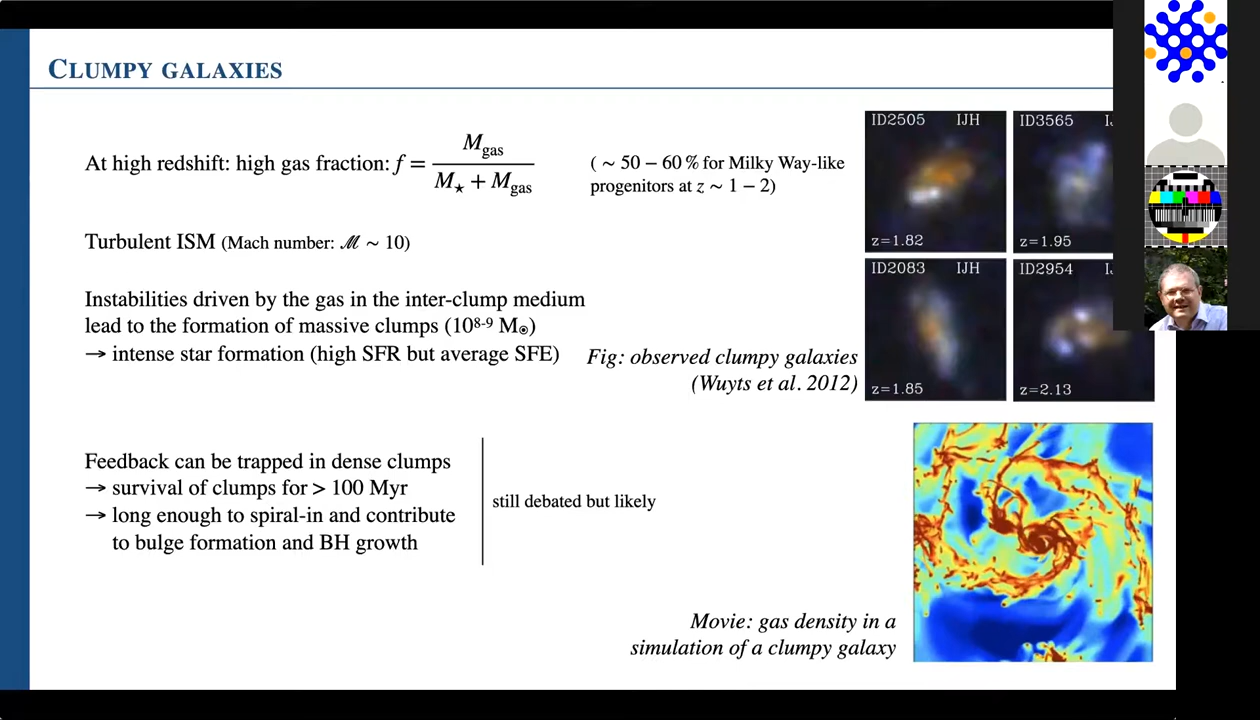 CLUMPY GALAXIES
At high redshift: high gas fraction: f = M_gas / (M_★ + M_gas)
( ~ 50 – 60 % for Milky Way-like
progenitors at z ~ 1 – 2)
Turbulent ISM (Mach number: ℳ ~ 10)
Instabilities driven by the gas in the inter-clump medium
lead to the formation of massive clumps (10⁸⁻⁹ M⊙)
→ intense star formation (high SFR but average SFE)
Fig: observed clumpy galaxies
(Wuyts et al. 2012)
ID2505 IJH
z=1.82
ID3565
z=1.95
ID2083 IJH
z=1.85
ID2954
z=2.13
Feedback can be trapped in dense clumps
→ survival of clumps for > 100 Myr
→ long enough to spiral-in and contribute
to bulge formation and BH growth
still debated but likely
Movie: gas density in a
simulation of a clumpy galaxy